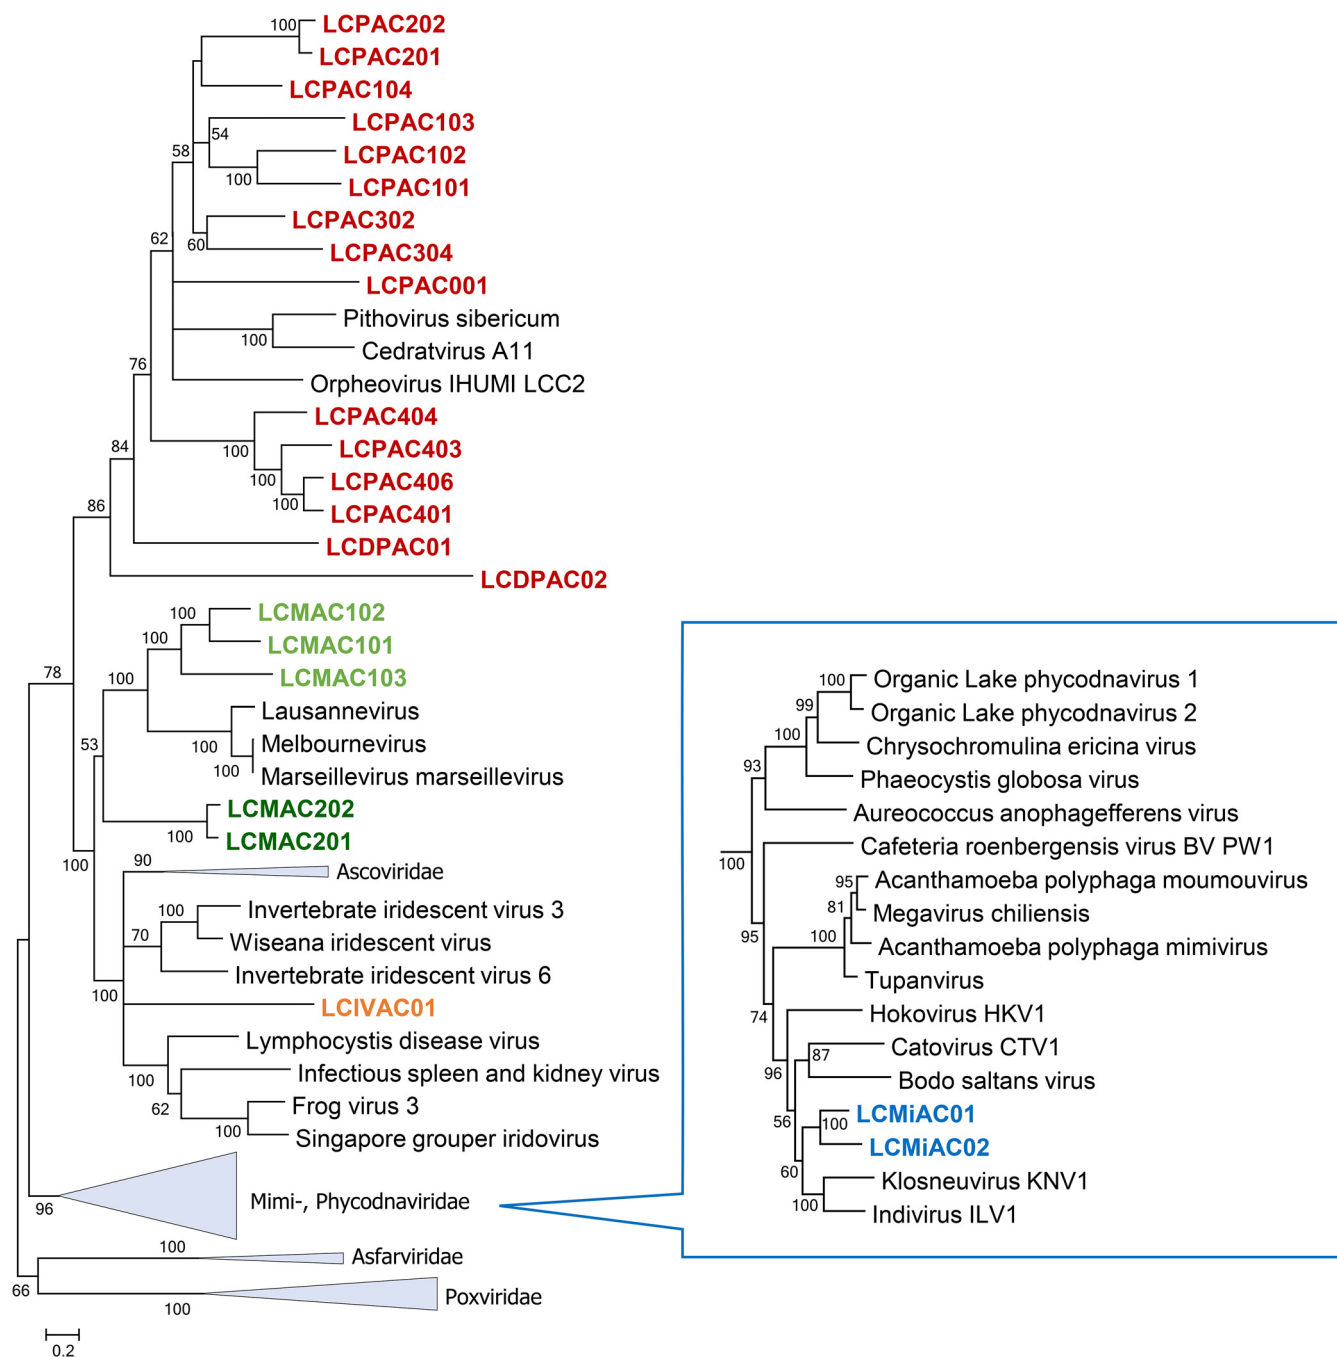 100
LCPAC202
LCPAC201
LCPAC104
LCPAC103
54
58
LCPAC102
100
LCPAC101
LCPAC302
62
60
LCPAC304
LCPAC001
Pithovirus sibericum
100
Cedratvirus A11
76
Orpheovirus IHUMI LCC2
LCPAC404
84
100
LCPAC403
100
LCPAC406
100
LCPAC401
86
LCDPAC01
LCDPAC02
100
LCMAC102
100
LCMAC101
100
LCMAC103
78
Lausannevirus
53
100
Melbournevirus
100
Marseillevirus marseillevirus
LCMAC202
100
LCMAC201
100
90
Ascoviridae
100
Invertebrate iridescent virus 3
70
Wiseana iridescent virus
Invertebrate iridescent virus 6
100
LCIVAC01
Lymphocystis disease virus
100
Infectious spleen and kidney virus
62
Frog virus 3
100
Singapore grouper iridovirus
96
Mimi-, Phycodnaviridae
100
Asfarviridae
66
100
Poxviridae
0.2
100
Organic Lake phycodnavirus 1
99
Organic Lake phycodnavirus 2
100
Chrysochromulina ericina virus
93
Phaeocystis globosa virus
Aureococcus anophagefferens virus
100
Cafeteria roenbergensis virus BV PW1
95
Acanthamoeba polyphaga moumouvirus
81
Megavirus chiliensis
95
100
Acanthamoeba polyphaga mimivirus
Tupanvirus
74
Hokovirus HKV1
87
Catovirus CTV1
96
Bodo saltans virus
LCMiAC01
56
100
LCMiAC02
60
Klosneuvirus KNV1
100
Indivirus ILV1